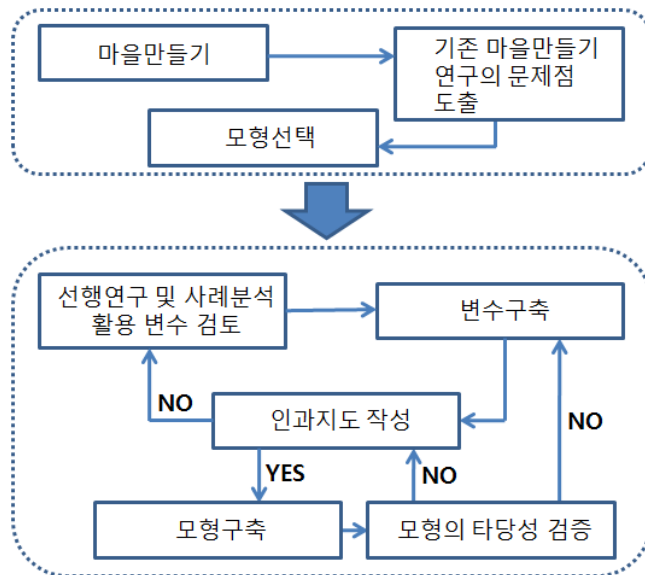 마을만들기
기존 마을만들기
연구의 문제점
도출
모형선택
선행연구 및 사례분석
활용 변수 검토
변수구축
NO
인과지도 작성
NO
YES
NO
모형구축
모형의 타당성 검증